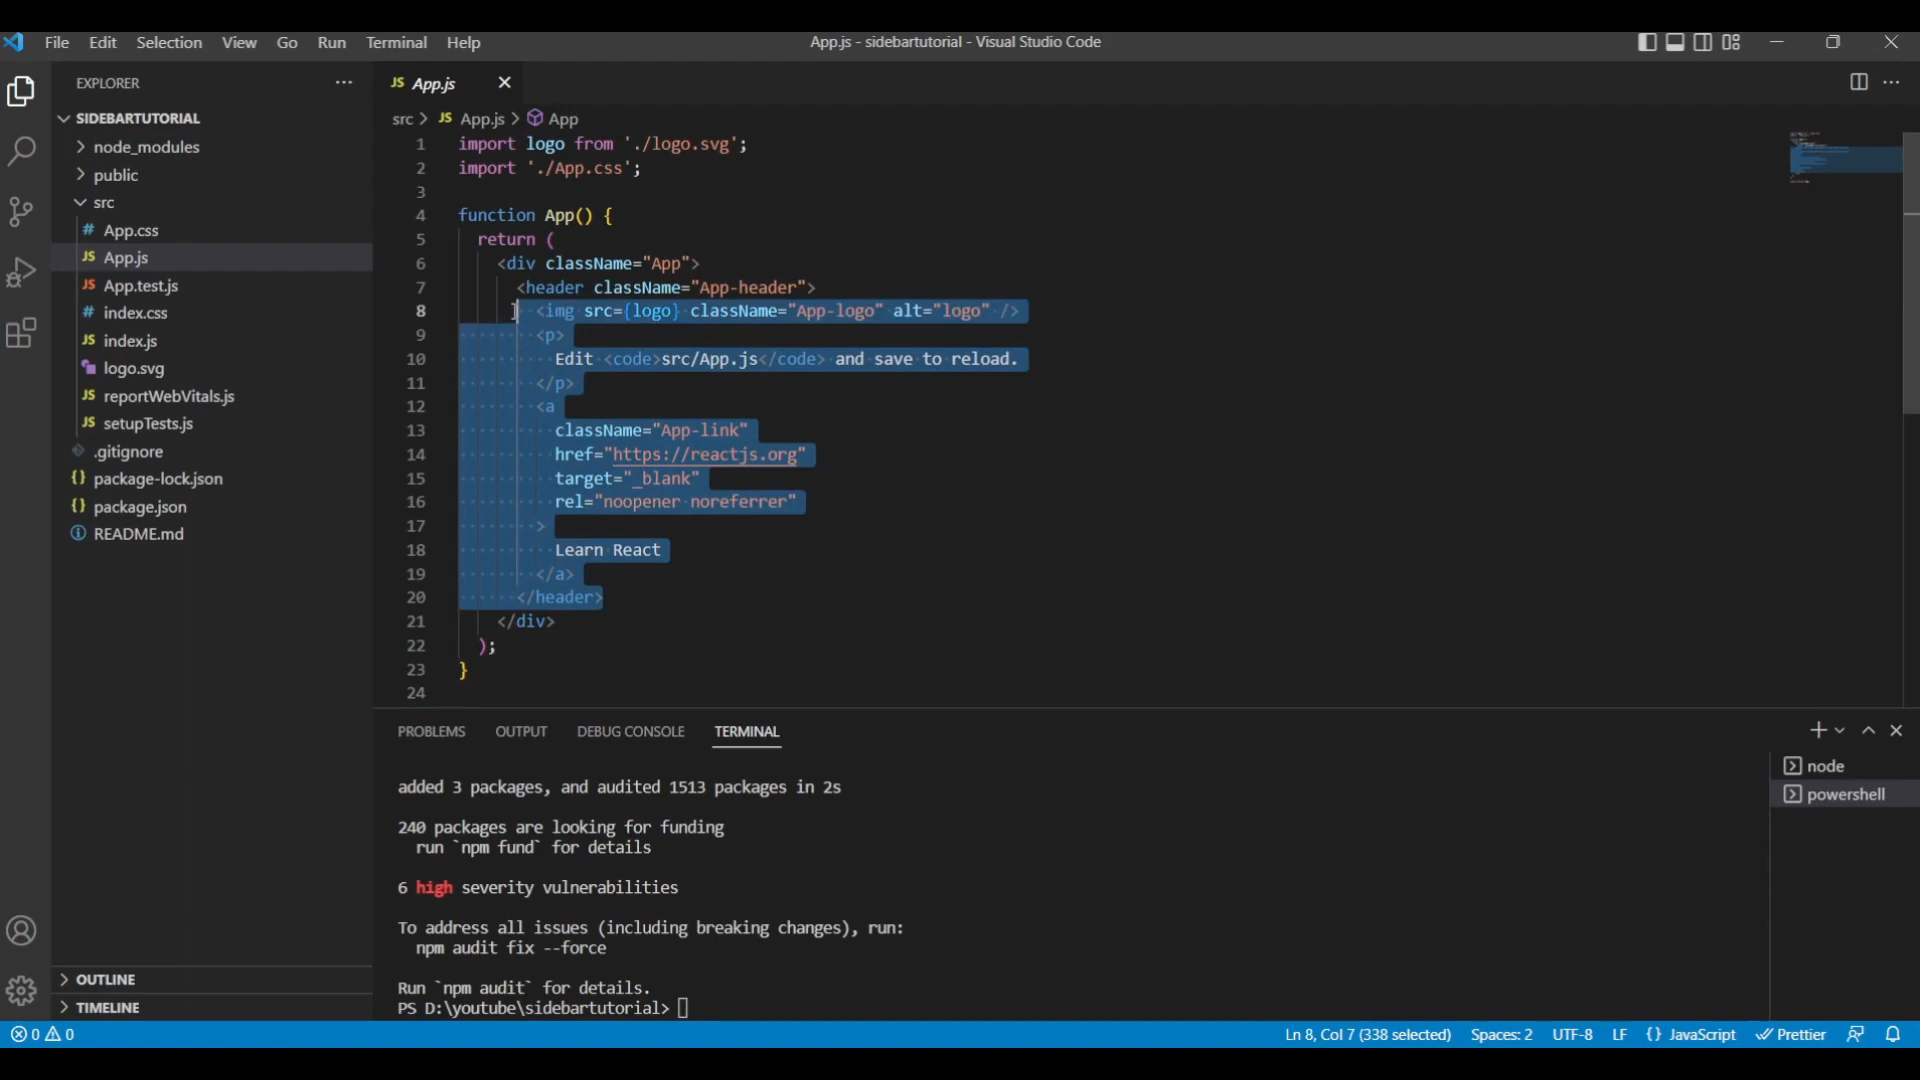 File Edit Selection View Go Run Terminal Help
App.js - sidebartutorial - Visual Studio Code
EXPLORER
SIDEBARTUTORIAL
node_modules
public
src
# App.css
JS App.js
JS App.test.js
# index.css
JS index.js
logo.svg
JS reportWebVitals.js
JS setupTests.js
.gitignore
{} package-lock.json
{} package.json
README.md
OUTLINE
TIMELINE
JS App.js
src > JS App.js > App
1 import logo from './logo.svg';
2 import './App.css';
3
4 function App() {
5 return (
6 <div className="App">
7 <header className="App-header">
8 <img src={logo} className="App-logo" alt="logo" />
9 <p>
10 Edit <code>src/App.js</code> and save to reload.
11 </p>
12 <a
13 className="App-link"
14 href="https://reactjs.org"
15 target="_blank"
16 rel="noopener noreferrer"
17 >
18 Learn React
19 </a>
20 </header>
21 </div>
22 );
23 }
24
PROBLEMS OUTPUT DEBUG CONSOLE TERMINAL
added 3 packages, and audited 1513 packages in 2s
240 packages are looking for funding
run `npm fund` for details
6 high severity vulnerabilities
To address all issues (including breaking changes), run:
npm audit fix --force
Run `npm audit` for details.
PS D:\youtube\sidebartutorial>
node
powershell
0 0
Ln 8, Col 7 (338 selected) Spaces: 2 UTF-8 LF {} JavaScript Prettier